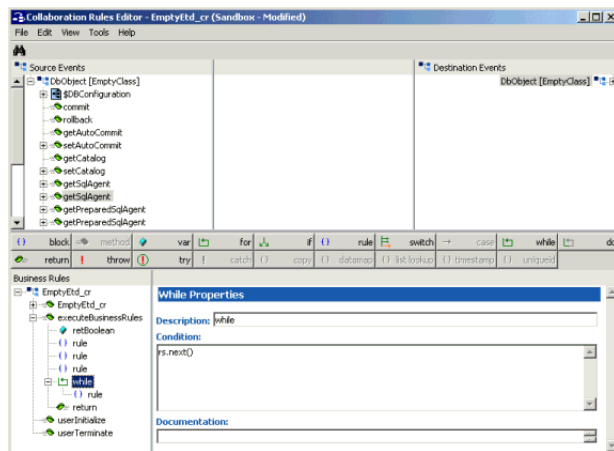 Collaboration Rules Editor - EmptyEtd_cr (Sandbox - Modified)
File Edit View Tools Help
Source Events
Destination Events
DbObject [EmptyClass]
DbObject [EmptyClass]
$DBConfiguration
commit
rollback
getAutoCommit
setAutoCommit
getCatalog
setCatalog
getSqlAgent
getSqlAgent
getPreparedSqlAgent
getPreparedSqlAgent
block method var for if rule switch case while do
return throw try catch copy datamap list lookup timestamp uniqueid
Business Rules
EmptyEtd_cr
EmptyEtd_cr
executeBusinessRules
retBoolean
rule
rule
rule
while
rule
return
userInitialize
userTerminate
While Properties
Description: while
Condition:
rs.next()
Documentation: